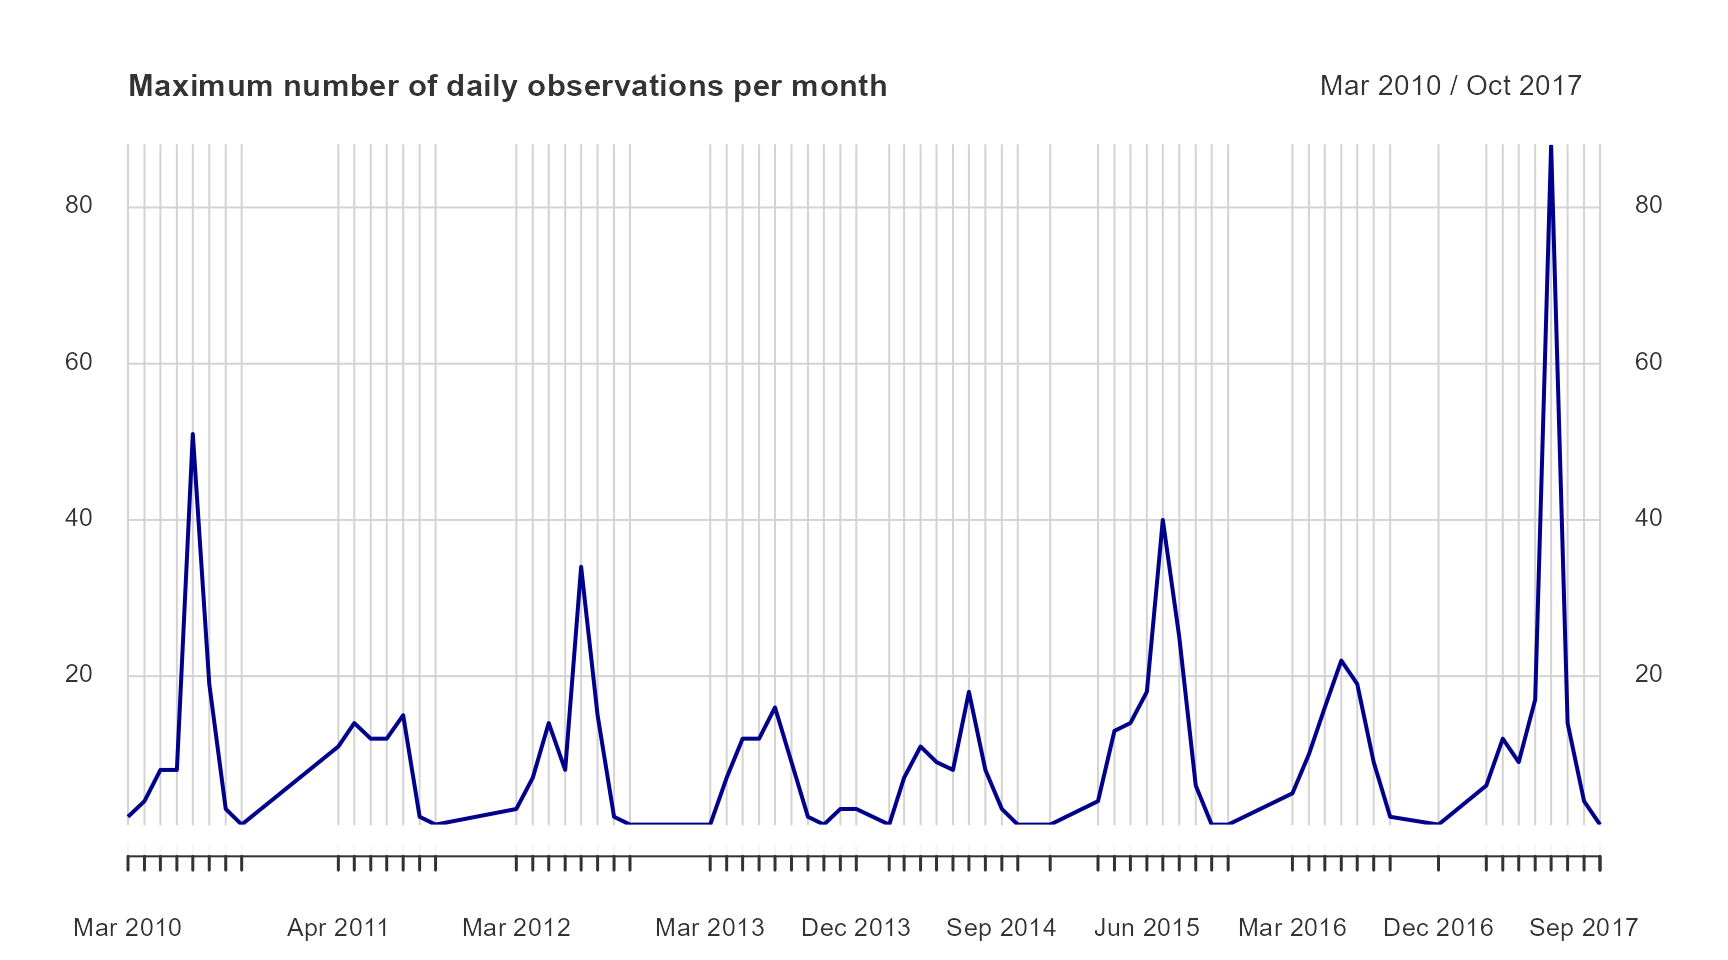 Maximum number of daily observations per month Mar 2010 / Oct 2017
80 80
60 60
40 40
20 20
Mar 2010 Apr 2011 Mar 2012 Mar 2013 Dec 2013 Sep 2014 Jun 2015 Mar 2016 Dec 2016 Sep 2017